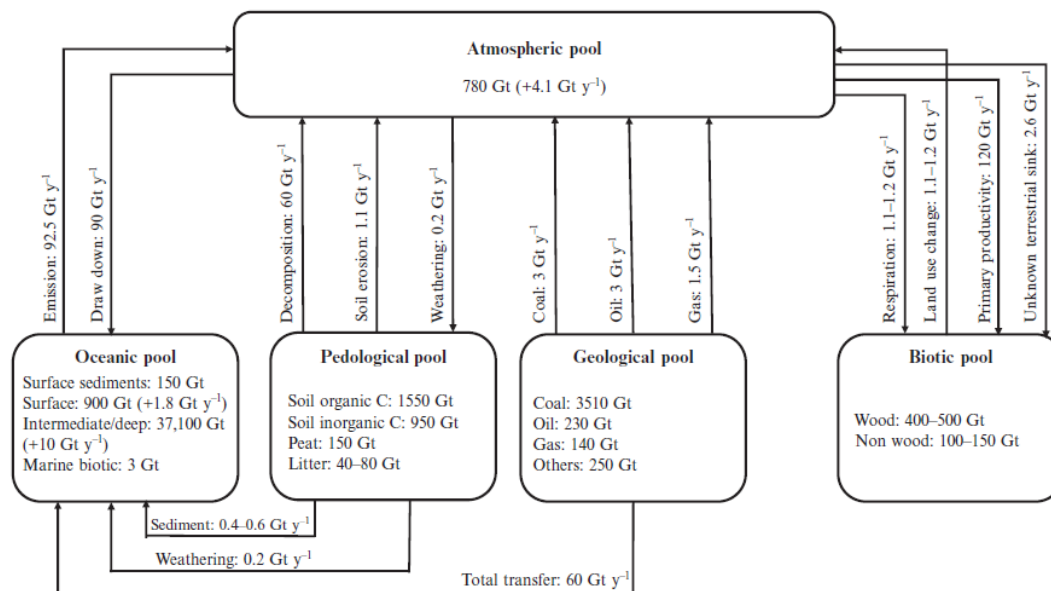 Atmospheric pool
780 Gt (+4.1 Gt y⁻¹)
Emission: 92.5 Gt y⁻¹
Draw down: 90 Gt y⁻¹
Decomposition: 60 Gt y⁻¹
Soil erosion: 1.1 Gt y⁻¹
Weathering: 0.2 Gt y⁻¹
Coal: 3 Gt y⁻¹
Oil: 3 Gt y⁻¹
Gas: 1.5 Gt y⁻¹
Respiration: 1.1–1.2 Gt y⁻¹
Land use change: 1.1–1.2 Gt y⁻¹
Primary productivity: 120 Gt y⁻¹
Unknown terrestrial sink: 2.6 Gt y⁻¹
Oceanic pool
Surface sediments: 150 Gt
Surface: 900 Gt (+1.8 Gt y⁻¹)
Intermediate/deep: 37,100 Gt
(+10 Gt y⁻¹)
Marine biotic: 3 Gt
Pedological pool
Soil organic C: 1550 Gt
Soil inorganic C: 950 Gt
Peat: 150 Gt
Litter: 40–80 Gt
Geological pool
Coal: 3510 Gt
Oil: 230 Gt
Gas: 140 Gt
Others: 250 Gt
Biotic pool
Wood: 400–500 Gt
Non wood: 100–150 Gt
Sediment: 0.4–0.6 Gt y⁻¹
Weathering: 0.2 Gt y⁻¹
Total transfer: 60 Gt y⁻¹